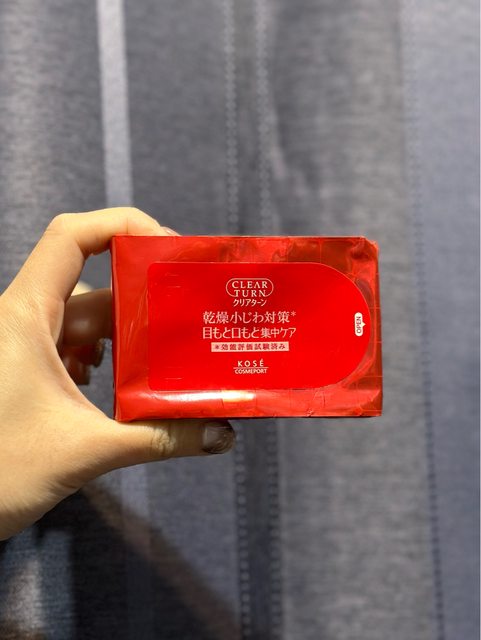 CLEAR
TURN
クリアターン
乾燥小じわ対策*
目もと口もと集中ケア
*効能評価試験済み
KOSÉ
COSMEPORT
OPEN